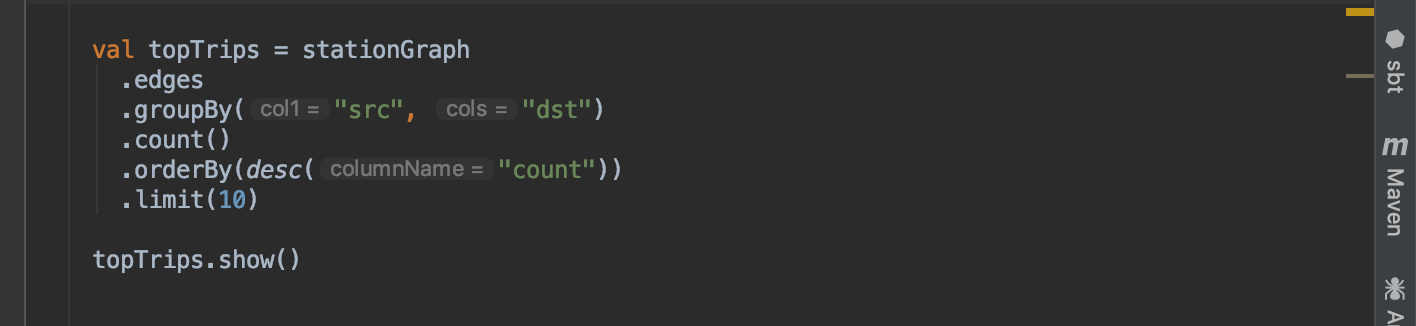 val topTrips = stationGraph
.edges
.groupBy( col1 = "src", cols = "dst")
.count()
.orderBy(desc( columnName = "count"))
.limit(10)
topTrips.show()
sbt
m
Maven